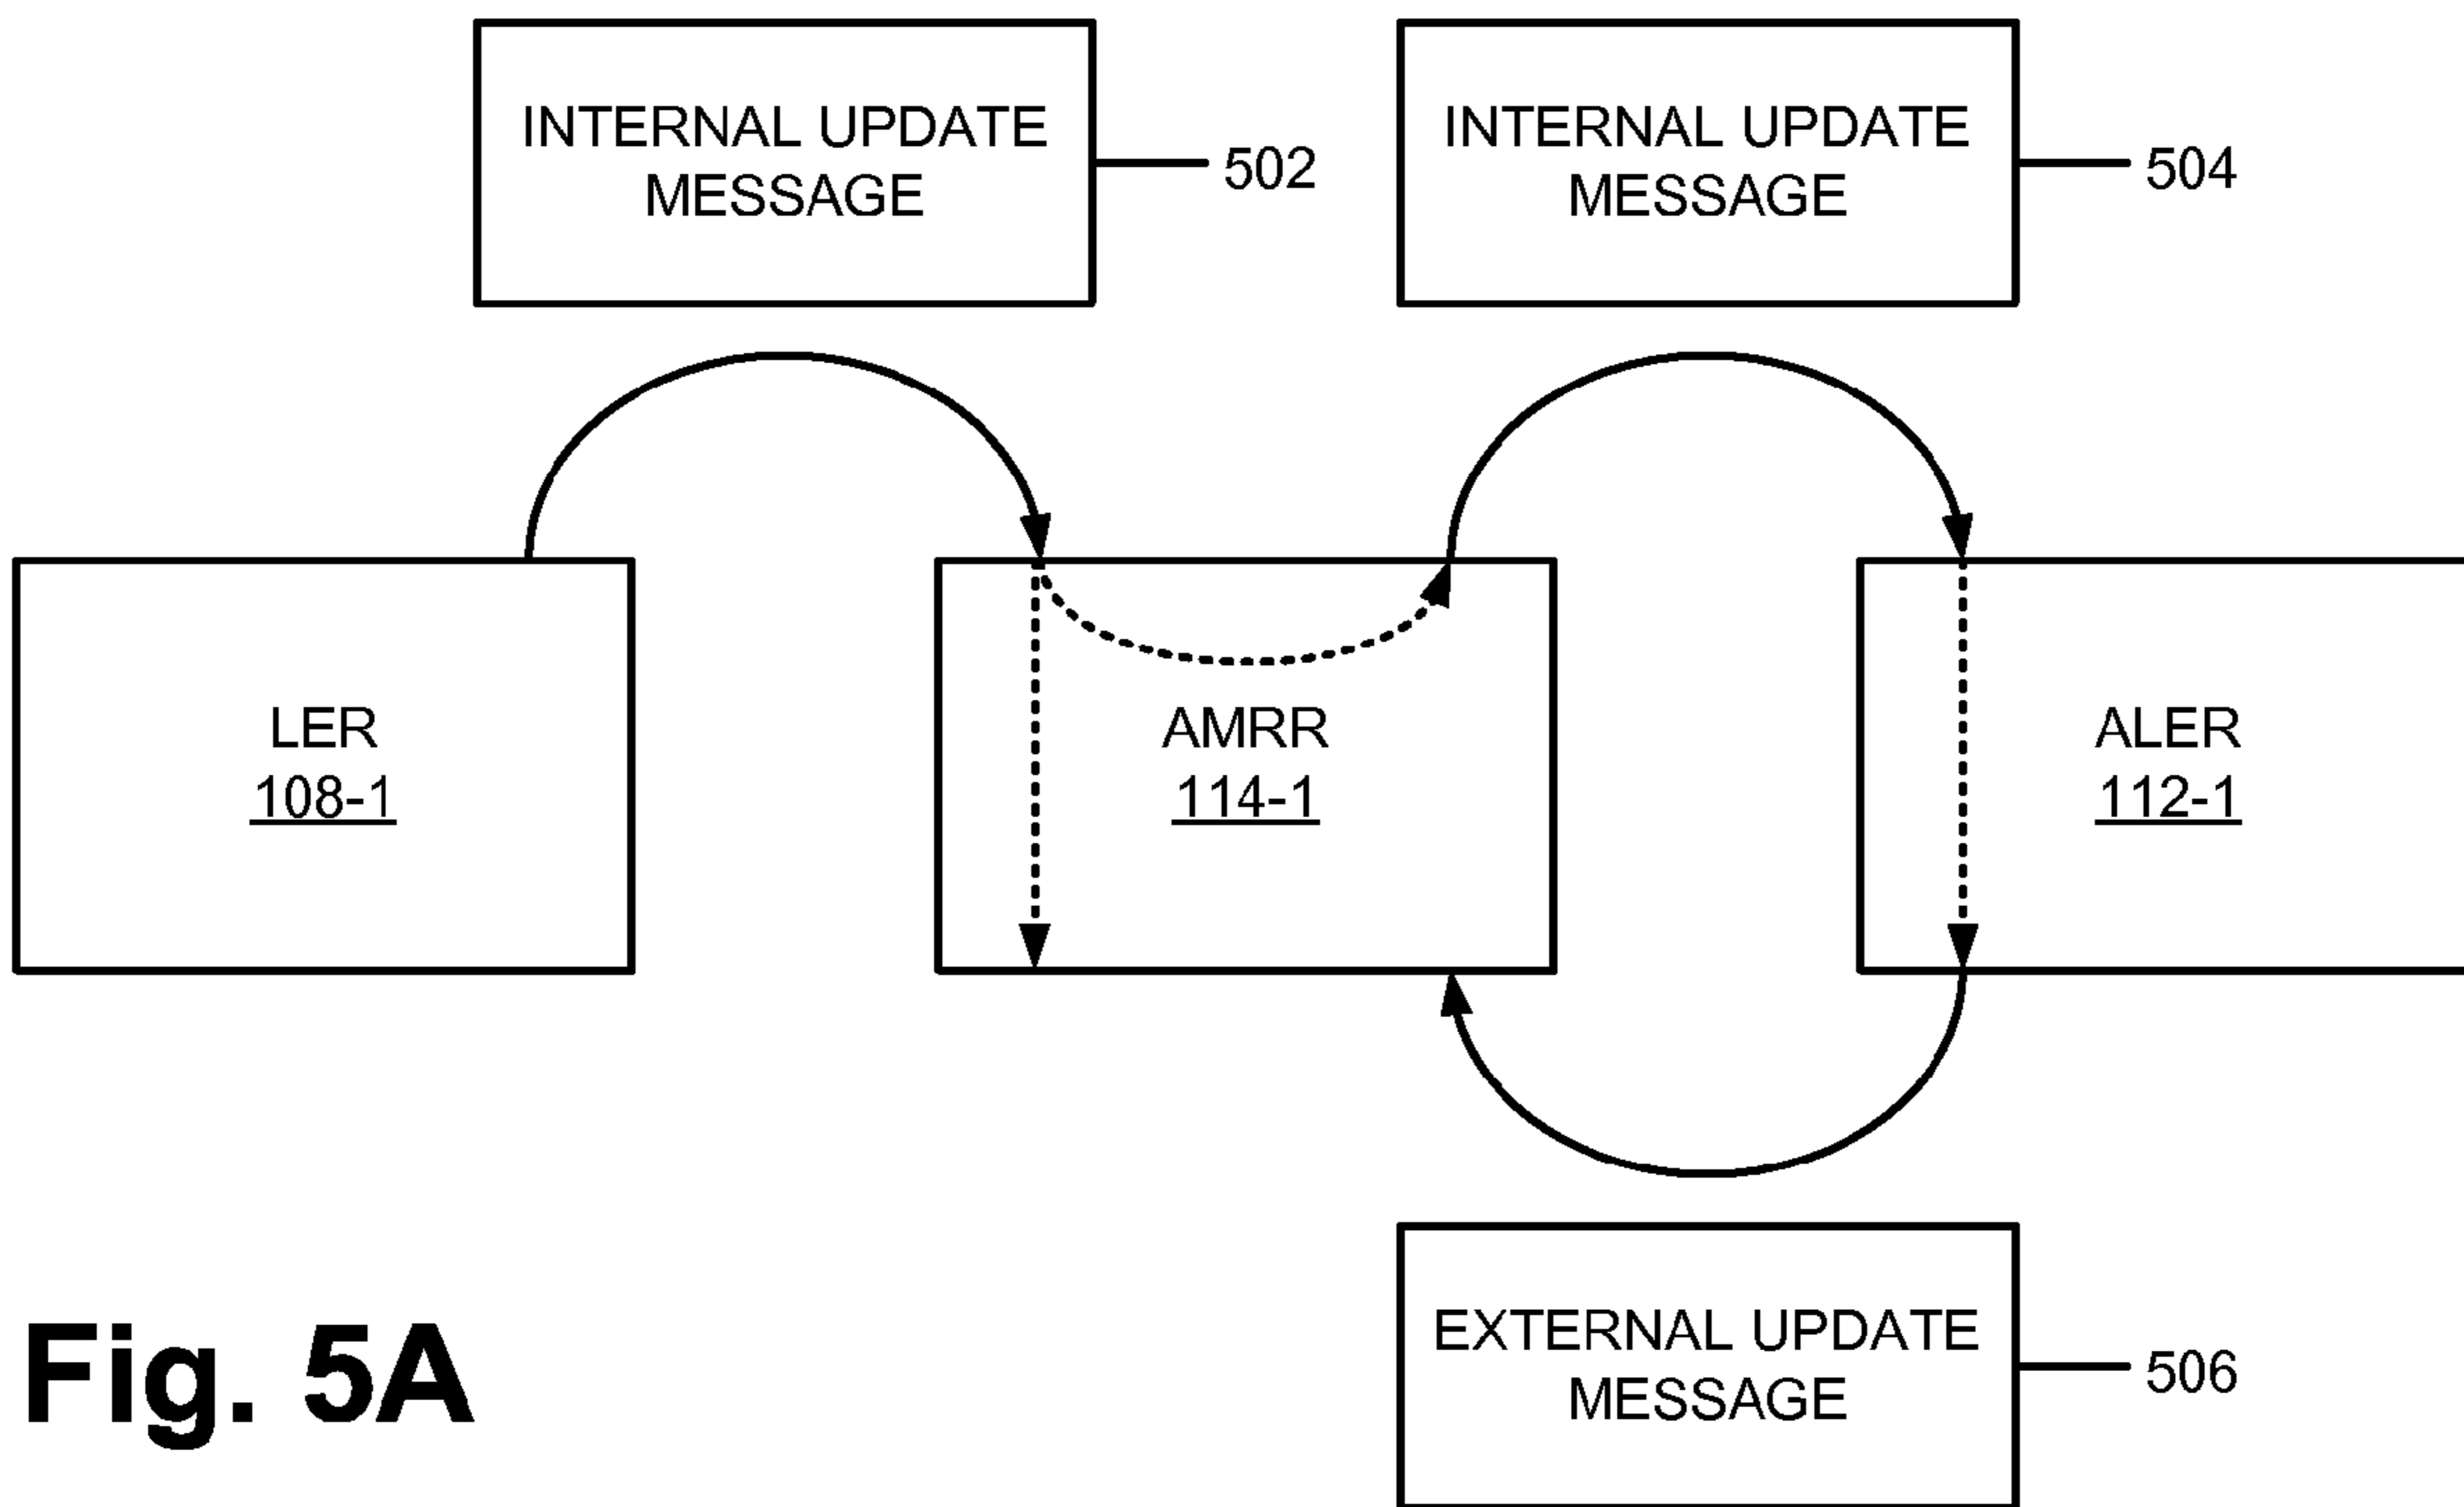 INTERNAL UPDATE
MESSAGE
502
INTERNAL UPDATE
MESSAGE
504
LER
108-1
AMRR
114-1
ALER
112-1
EXTERNAL UPDATE
MESSAGE
506
Fig. 5A